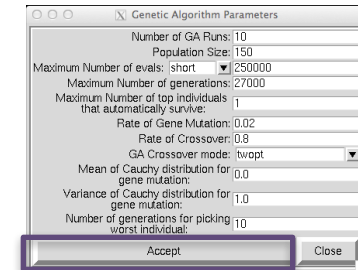 Genetic Algorithm Parameters
Number of GA Runs: 10
Population Size: 150
Maximum Number of evals: short 250000
Maximum Number of generations: 27000
Maximum Number of top individuals
that automatically survive: 1
Rate of Gene Mutation: 0.02
Rate of Crossover: 0.8
GA Crossover mode: twopt
Mean of Cauchy distribution for
gene mutation: 0.0
Variance of Cauchy distribution for
gene mutation: 1.0
Number of generations for picking
worst individual: 10
Accept Close